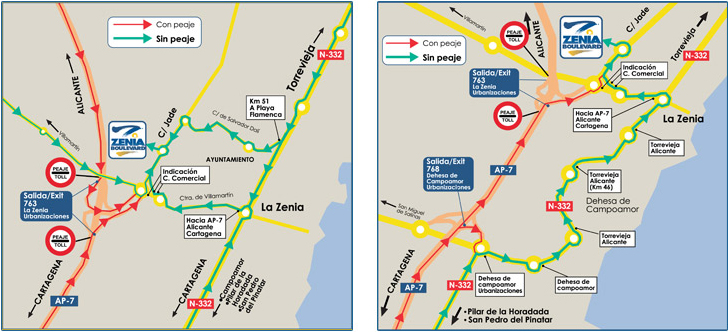 Con peaje
Sin peaje
Torrevieja
N-332
ALICANTE
Km 51
A Playa
Flamenca
C/ Jade
C/ de Salvador Dalí
Villamartín
ZENIA
BOULEVARD
AYUNTAMIENTO
PEAJE
TOLL
Indicación
C. Comercial
Salida/Exit
763
La Zenia
Urbanizaciones
Ctra. de Villamartín
La Zenia
Hacia AP-7
Alicante
Cartagena
PEAJE
TOLL
CARTAGENA
AP-7
CARTAGENA
N-332
Campoamor
Pilar de la
Horadada
San Pedro
del Pinatar
Villamartín
PEAJE
TOLL
ALICANTE
ZENIA
BOULEVARD
C/ Jade
Torrevieja
N-332
Con peaje
Sin peaje
Salida/Exit
763
La Zenia
Urbanizaciones
Indicación
C. Comercial
PEAJE
TOLL
Hacia AP-7
Alicante
Cartagena
La Zenia
Torrevieja
Alicante
Salida/Exit
768
Dehesa de
Campoamor
Urbanizaciones
AP-7
Torrevieja
Alicante
(Km 46)
Dehesa de
Campoamor
N-332
San Miguel
de Salinas
Torrevieja
Alicante
CARTAGENA
Dehesa de
campoamor
Urbanizaciones
Dehesa de
campoamor
N-332
Pilar de la Horadada
San Pedro del Pinatar